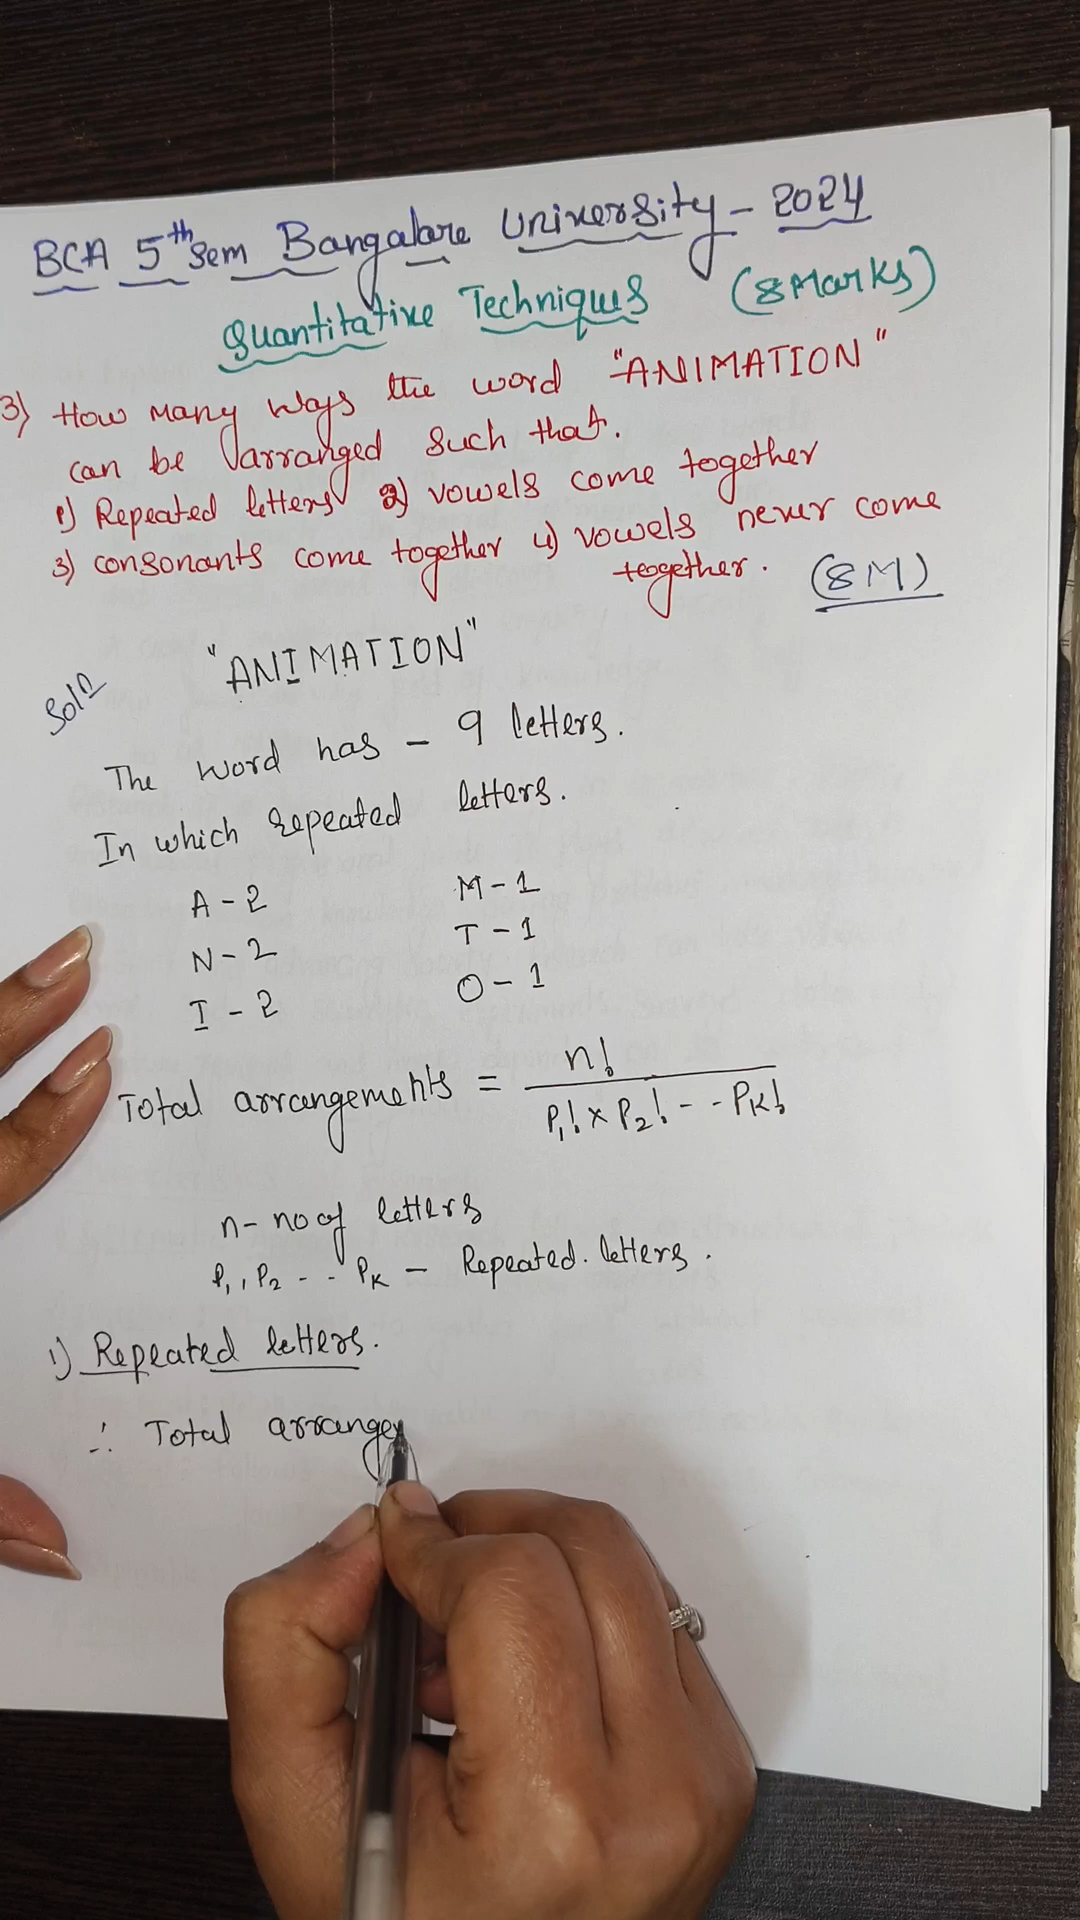 BCA 5th Sem Bangalore University - 2024
Quantitative Techniques (8 Marks)
3) How many ways the word "ANIMATION"
can be arranged such that.
1) Repeated letters 2) vowels come together
3) consonants come together 4) vowels never come
together. (8M)
Soln "ANIMATION"
The word has - 9 letters.
In which repeated letters.
A - 2 M - 1
N - 2 T - 1
I - 2 O - 1
Total arrangements = n! / P₁! × P₂! - - Pₖ!
n - no of letters
P₁, P₂ - - Pₖ - Repeated. letters.
1) Repeated letters.
∴ Total arrange